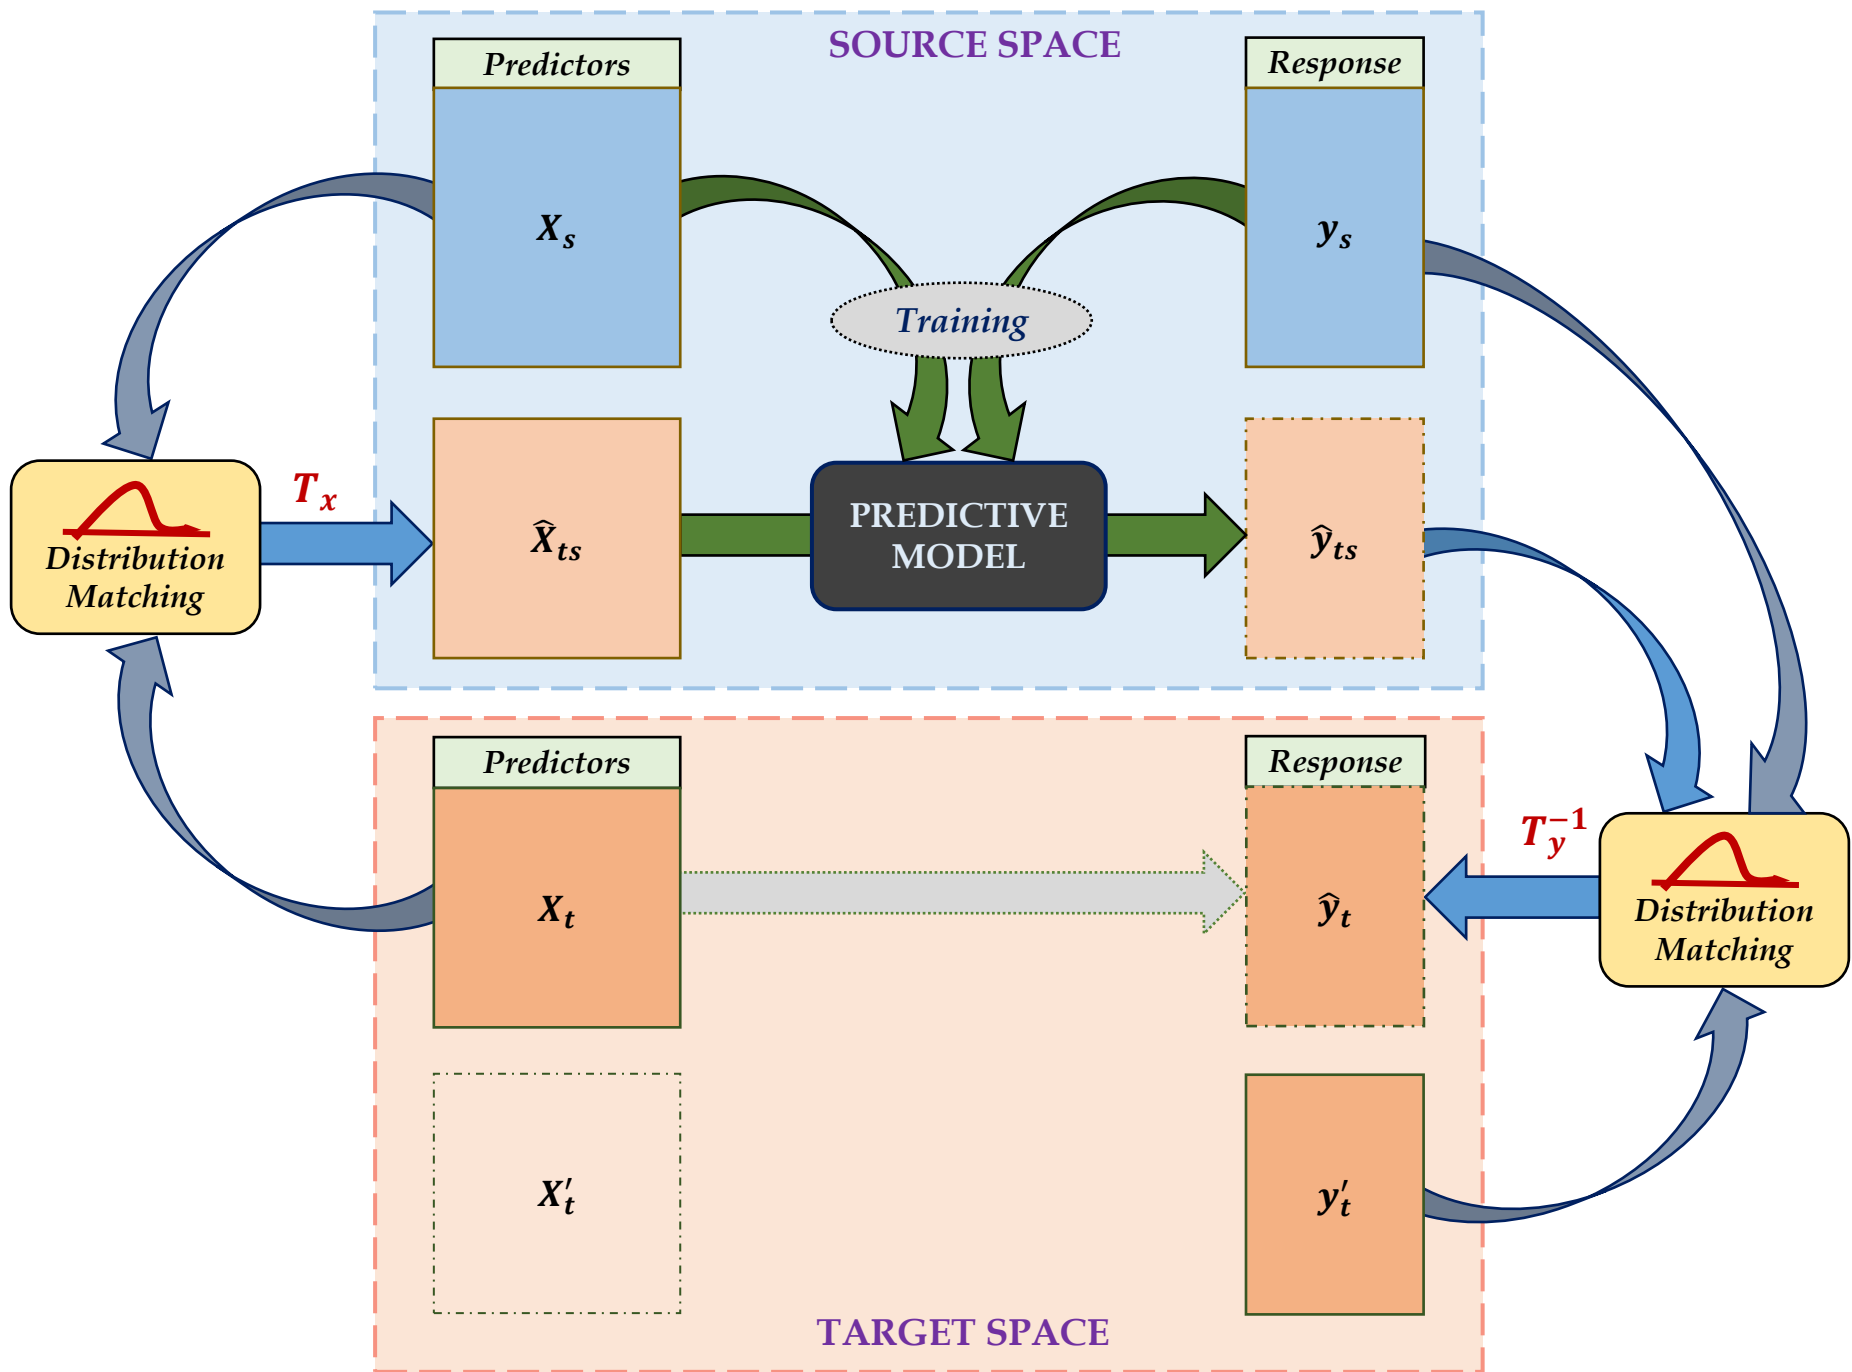 SOURCE SPACE
Predictors
Response
X_s
y_s
Training
T_x
Distribution
Matching
X̂_ts
PREDICTIVE
MODEL
ŷ_ts
Predictors
Response
X_t
ŷ_t
T_y^−1
Distribution
Matching
X′_t
y′_t
TARGET SPACE